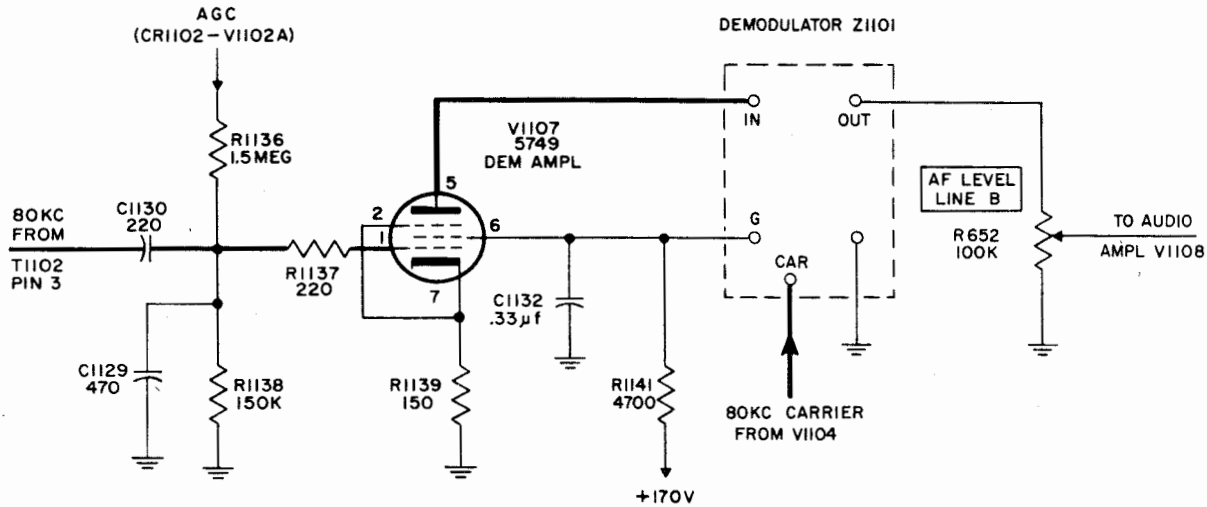 AGC
(CR1102-V1102A)
DEMODULATOR Z1101
R1136
1.5MEG
V1107
5749
DEM AMPL
IN
OUT
5
AF LEVEL
LINE B
80KC
FROM
T1102
PIN 3
C1130
220
2
1
6
G
R652
100K
TO AUDIO
AMPL V1108
R1137
220
7
CAR
C1132
.33μf
C1129
470
R1138
150K
R1139
150
R1141
4700
80KC CARRIER
FROM V1104
+170V